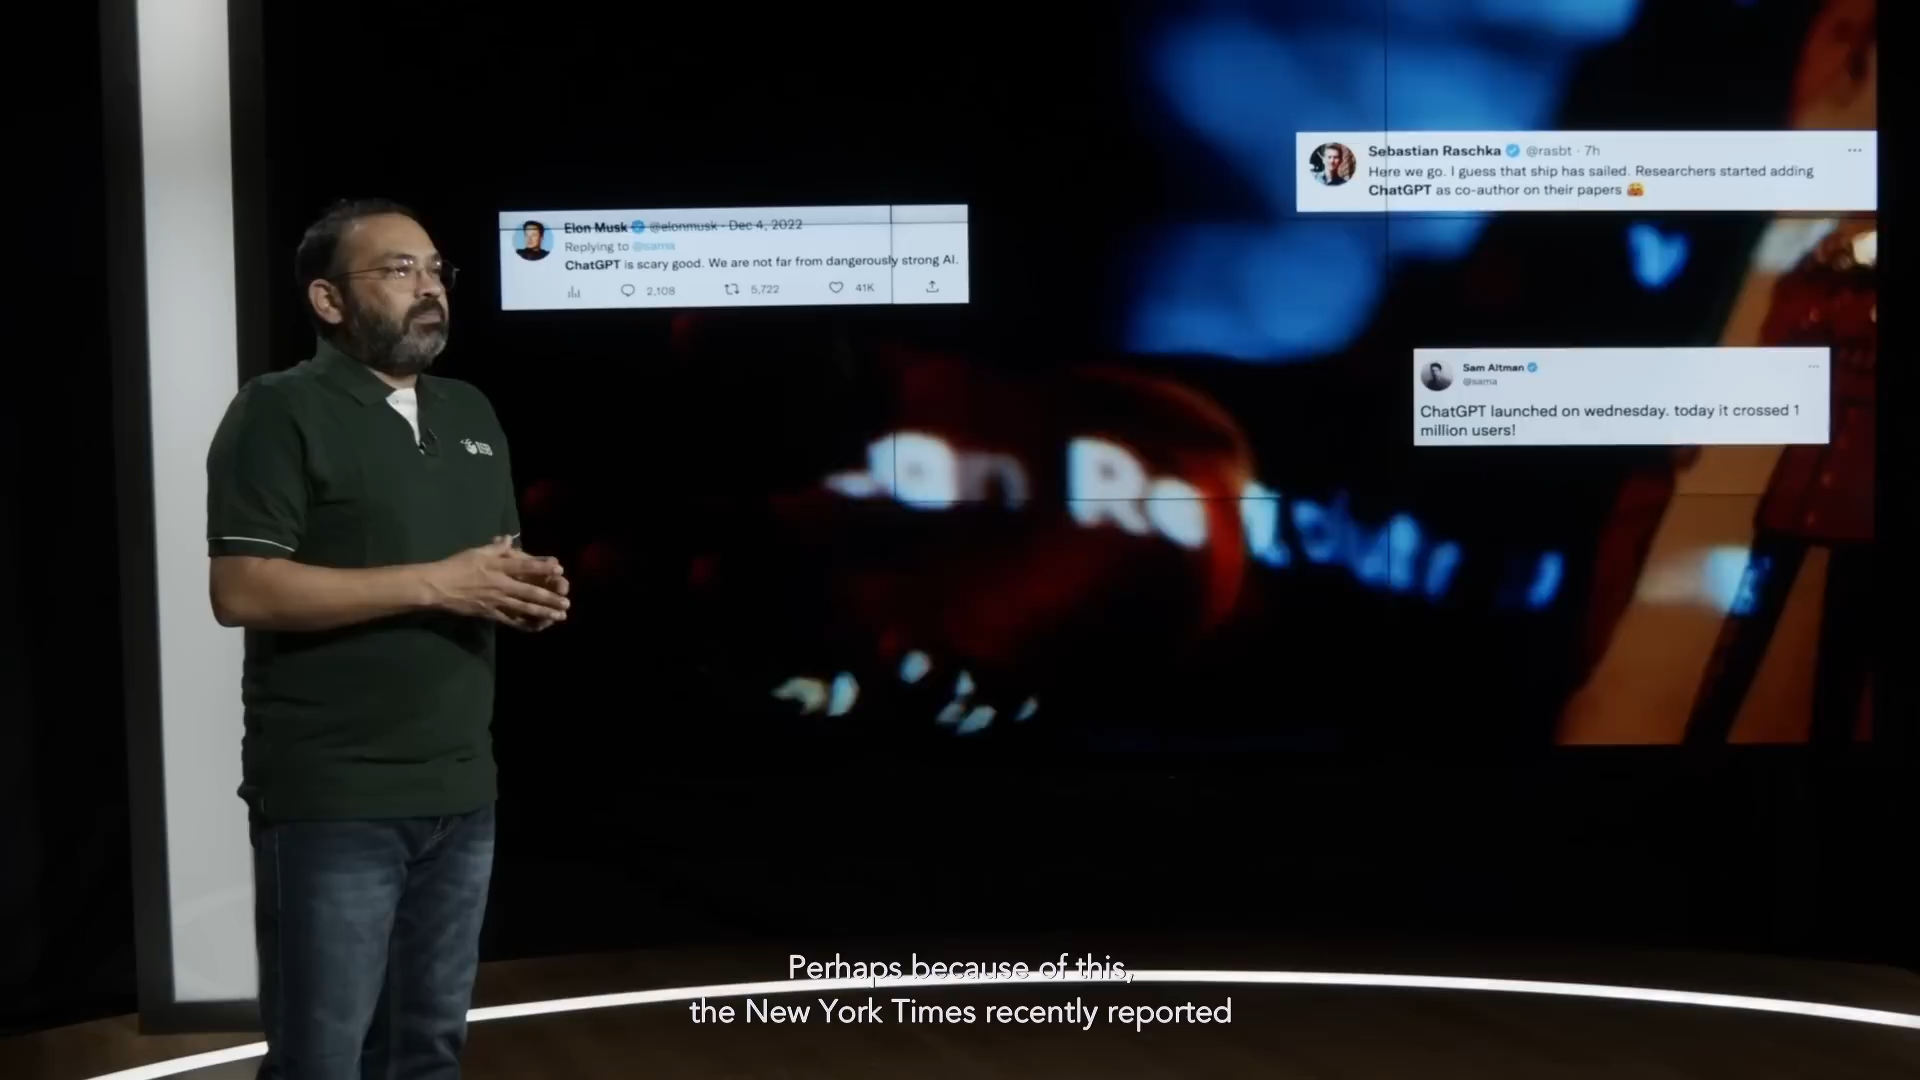 Elon Musk @elonmusk · Dec 4, 2022
Replying to @sama
ChatGPT is scary good. We are not far from dangerously strong AI.
2,108 5,722 41K
Sebastian Raschka @rasbt · 7h
Here we go. I guess that ship has sailed. Researchers started adding
ChatGPT as co-author on their papers
Sam Altman
@sama
ChatGPT launched on wednesday. today it crossed 1
million users!
Perhaps because of this,
the New York Times recently reported